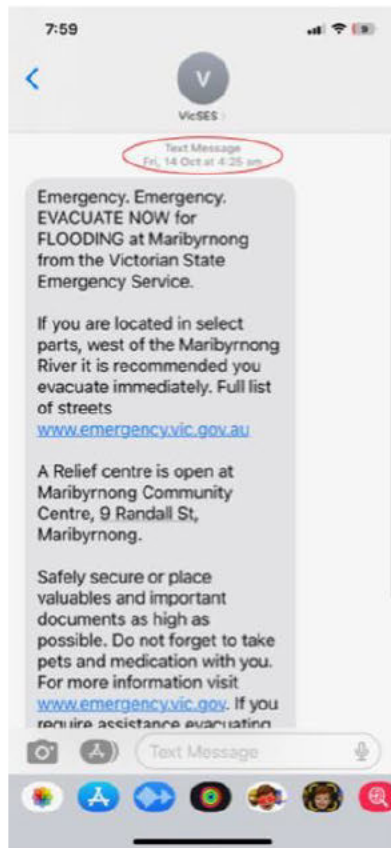 7:59
V
VicSES
Text Message
Fri, 14 Oct at 4:25 am
Emergency. Emergency.
EVACUATE NOW for
FLOODING at Maribyrnong
from the Victorian State
Emergency Service.
If you are located in select
parts, west of the Maribyrnong
River it is recommended you
evacuate immediately. Full list
of streets
www.emergency.vic.gov.au
A Relief centre is open at
Maribyrnong Community
Centre, 9 Randall St,
Maribyrnong.
Safely secure or place
valuables and important
documents as high as
possible. Do not forget to take
pets and medication with you.
For more information visit
www.emergency.vic.gov. If you
require assistance evacuating
Text Message